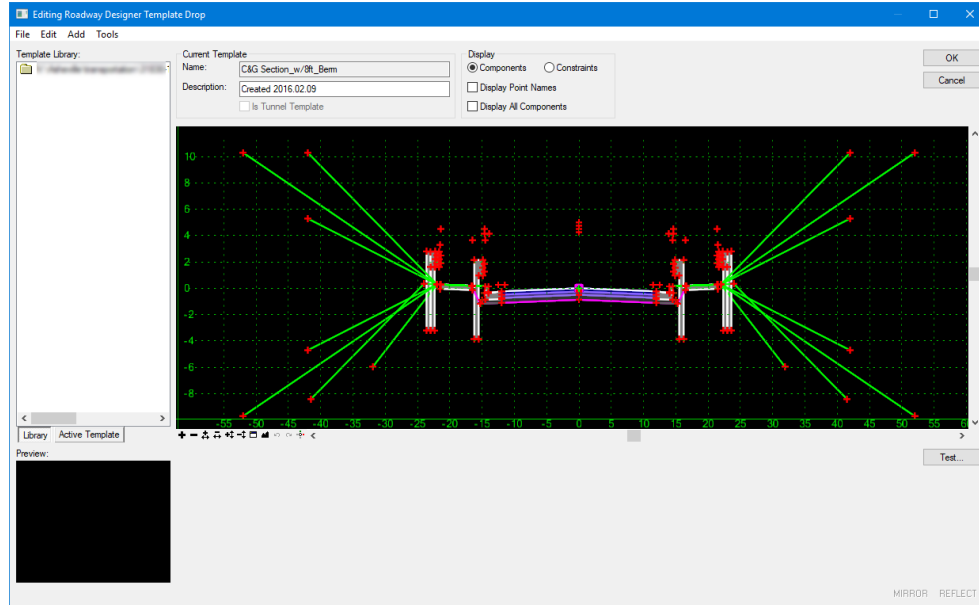 Editing Roadway Designer Template Drop
File Edit Add Tools
Template Library:
Current Template
Name: C&G Section_w/8ft_Berm
Description: Created 2016.02.09
Is Tunnel Template
Display
Components Constraints
Display Point Names
Display All Components
OK
Cancel
10
8
6
4
2
0
-2
-4
-6
-8
-55 -50 -45 -40 -35 -30 -25 -20 -15 -10 -5 0 5 10 15 20 25 30 35 40 45 50 55
Library Active Template
Preview:
Test...
MIRROR REFLECT